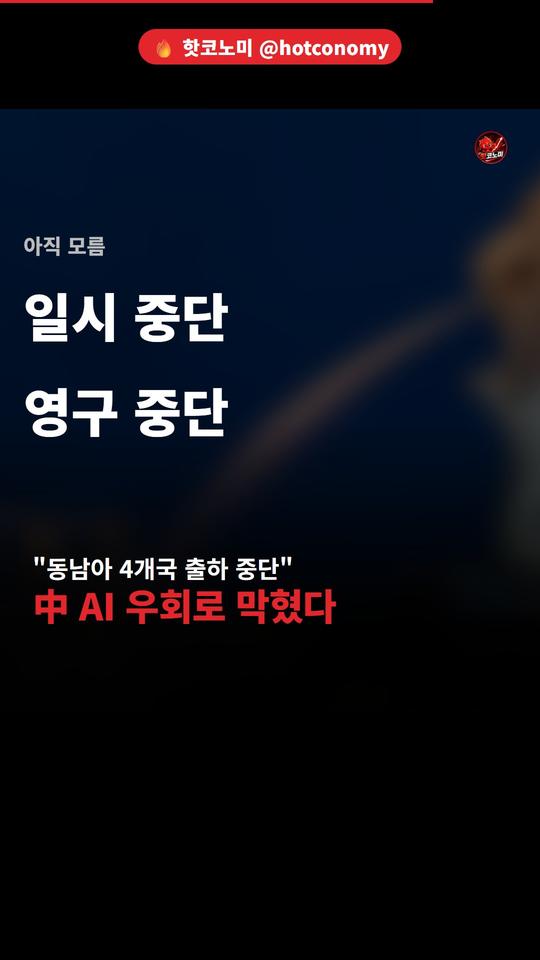 🔥 핫코노미 @hotconomy
아직 모름
일시 중단
영구 중단
"동남아 4개국 출하 중단"
中 AI 우회로 막혔다